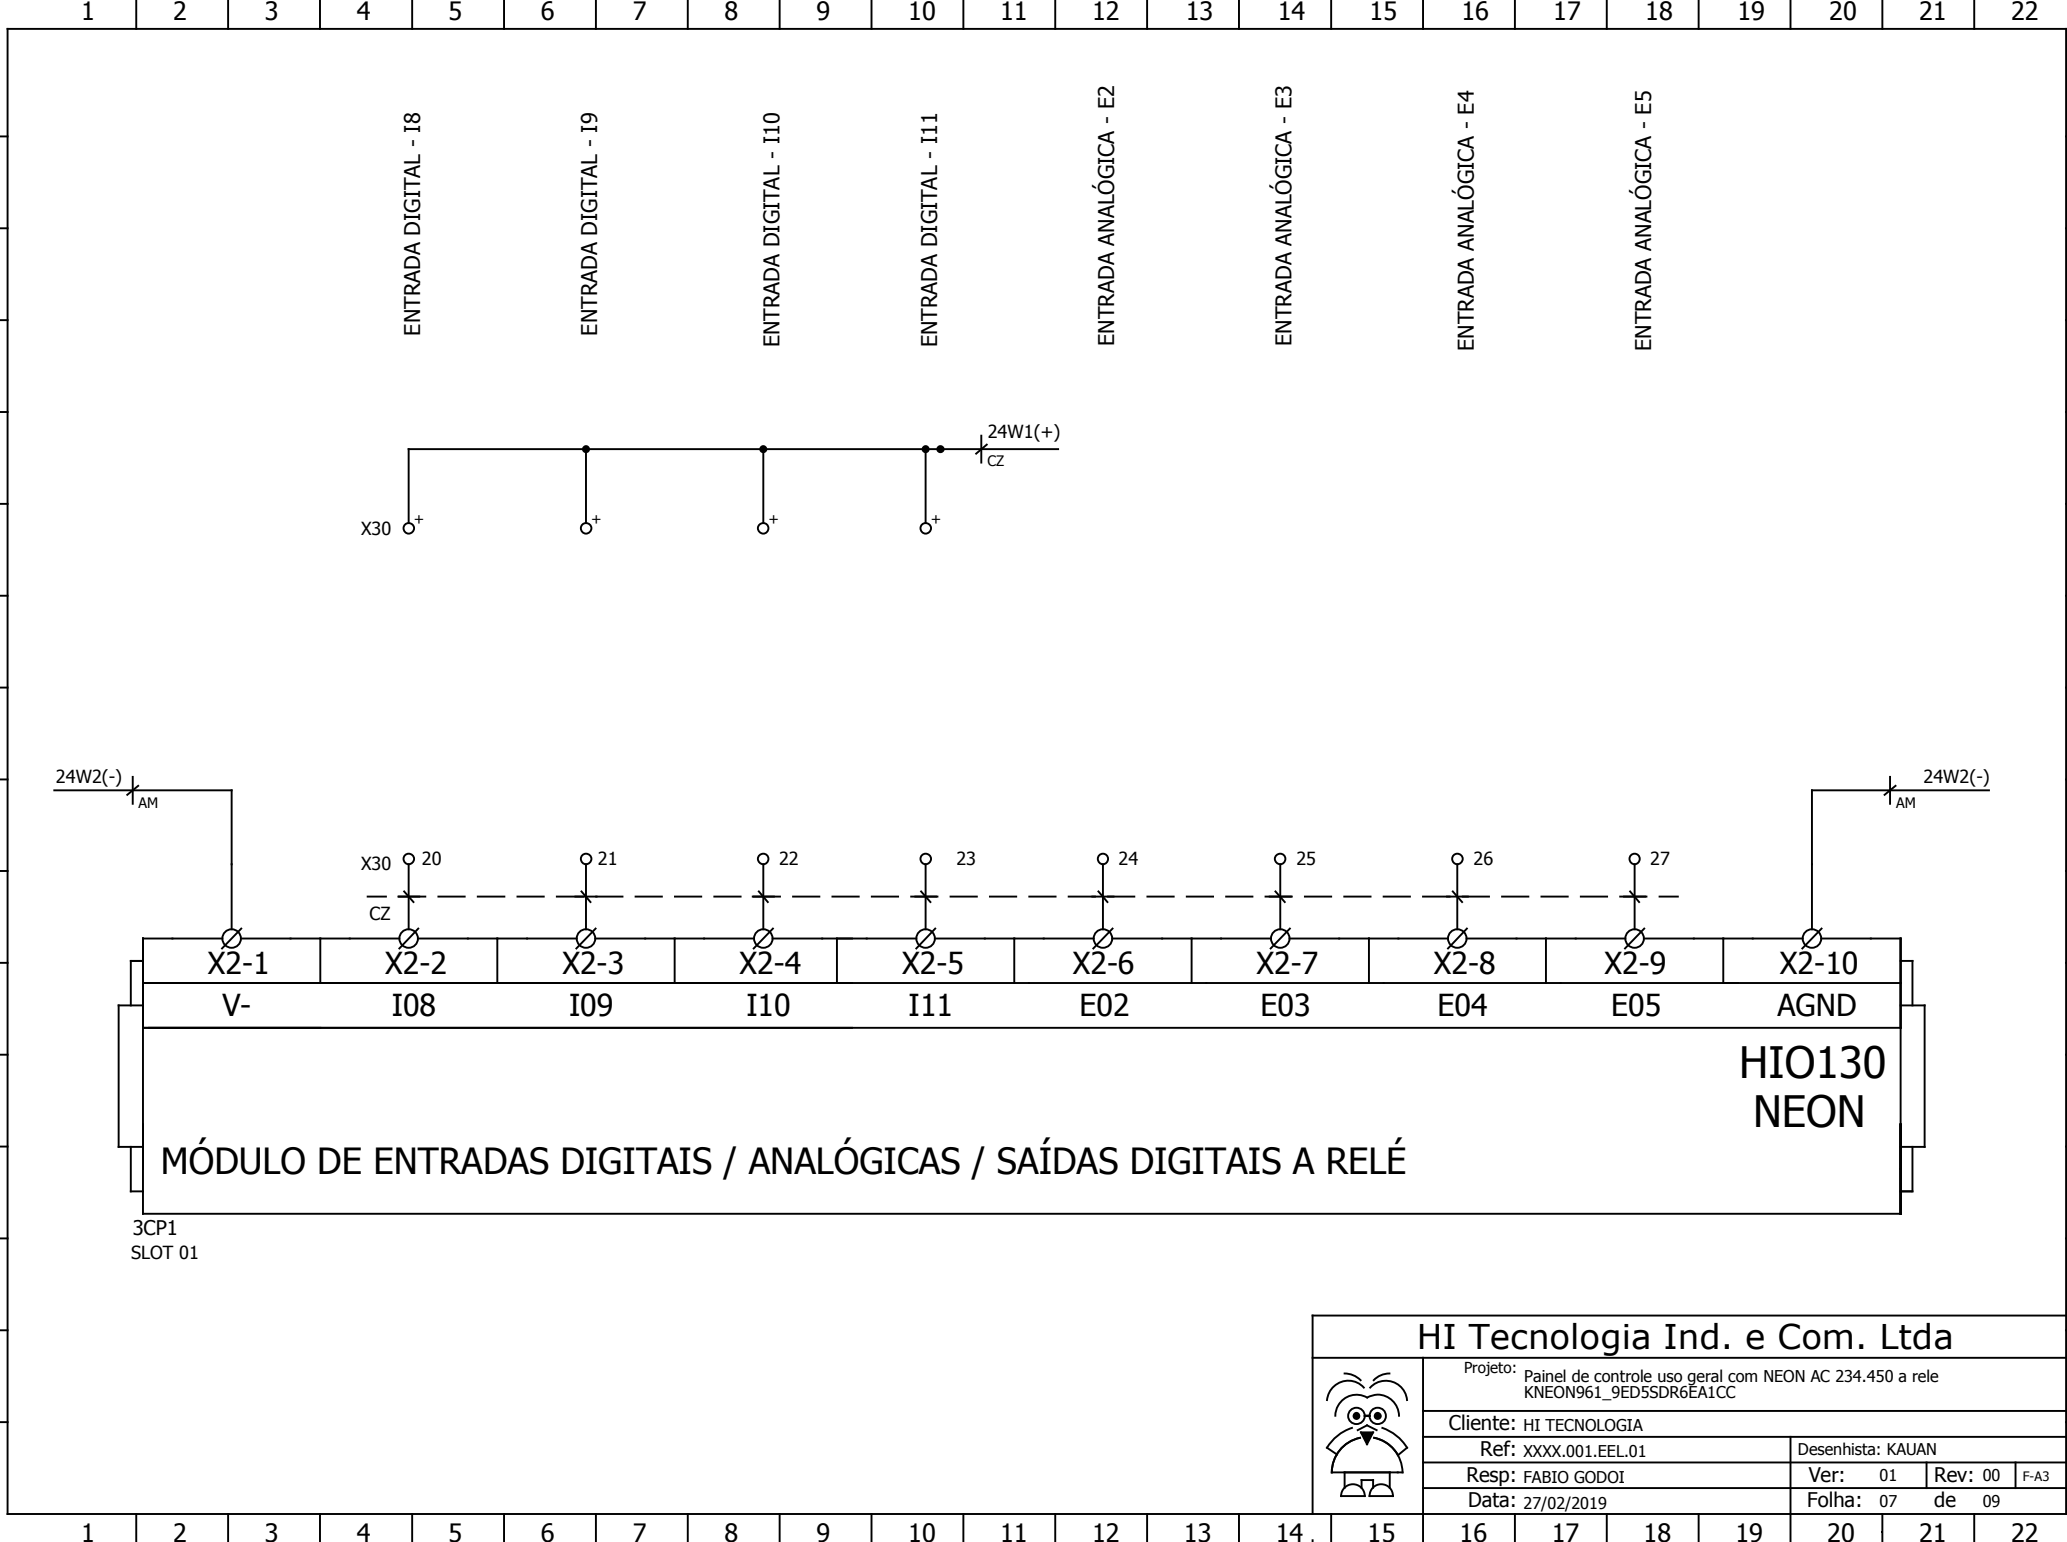 1 2 3 4 5 6 7 8 9 10 11 12 13 14 15 16 17 18 19 20 21 22
ENTRADA DIGITAL - I8
ENTRADA DIGITAL - I9
ENTRADA DIGITAL - I10
ENTRADA DIGITAL - I11
ENTRADA ANALÓGICA - E2
ENTRADA ANALÓGICA - E3
ENTRADA ANALÓGICA - E4
ENTRADA ANALÓGICA - E5
24W1(+)
CZ
X30 + + + +
24W2(-) 24W2(-)
AM AM
X30 20 21 22 23 24 25 26 27
CZ
X2-1 X2-2 X2-3 X2-4 X2-5 X2-6 X2-7 X2-8 X2-9 X2-10
V- I08 I09 I10 I11 E02 E03 E04 E05 AGND
HIO130
NEON
MÓDULO DE ENTRADAS DIGITAIS / ANALÓGICAS / SAÍDAS DIGITAIS A RELÉ
3CP1
SLOT 01
HI Tecnologia Ind. e Com. Ltda
Projeto: Painel de controle uso geral com NEON AC 234.450 a rele
KNEON961_9ED5SDR6EA1CC
Cliente: HI TECNOLOGIA
Ref: XXXX.001.EEL.01 Desenhista: KAUAN
Resp: FABIO GODOI Ver: 01 Rev: 00 F-A3
Data: 27/02/2019 Folha: 07 de 09
1 2 3 4 5 6 7 8 9 10 11 12 13 14 15 16 17 18 19 20 21 22